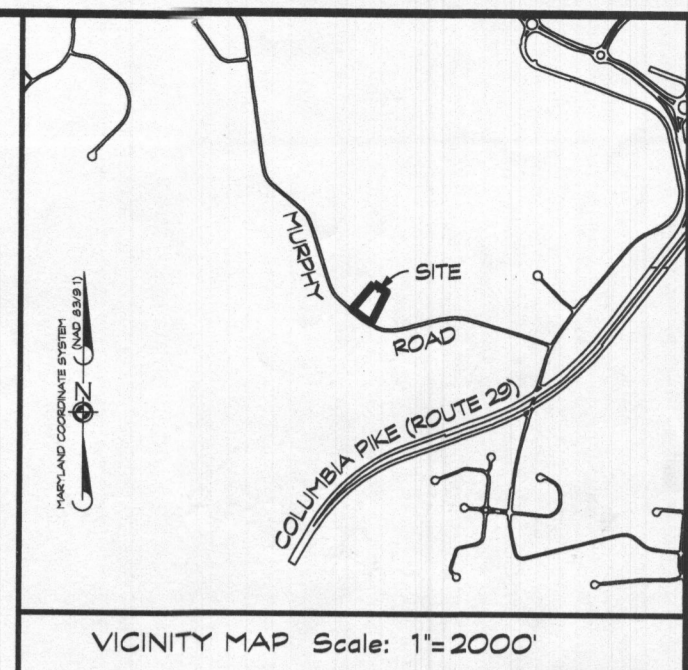 MURPHY
SITE
ROAD
MARYLAND COORDINATE SYSTEM
(NAD 83/91)
N
COLUMBIA PIKE (ROUTE 29)
VICINITY MAP Scale: 1"=2000'